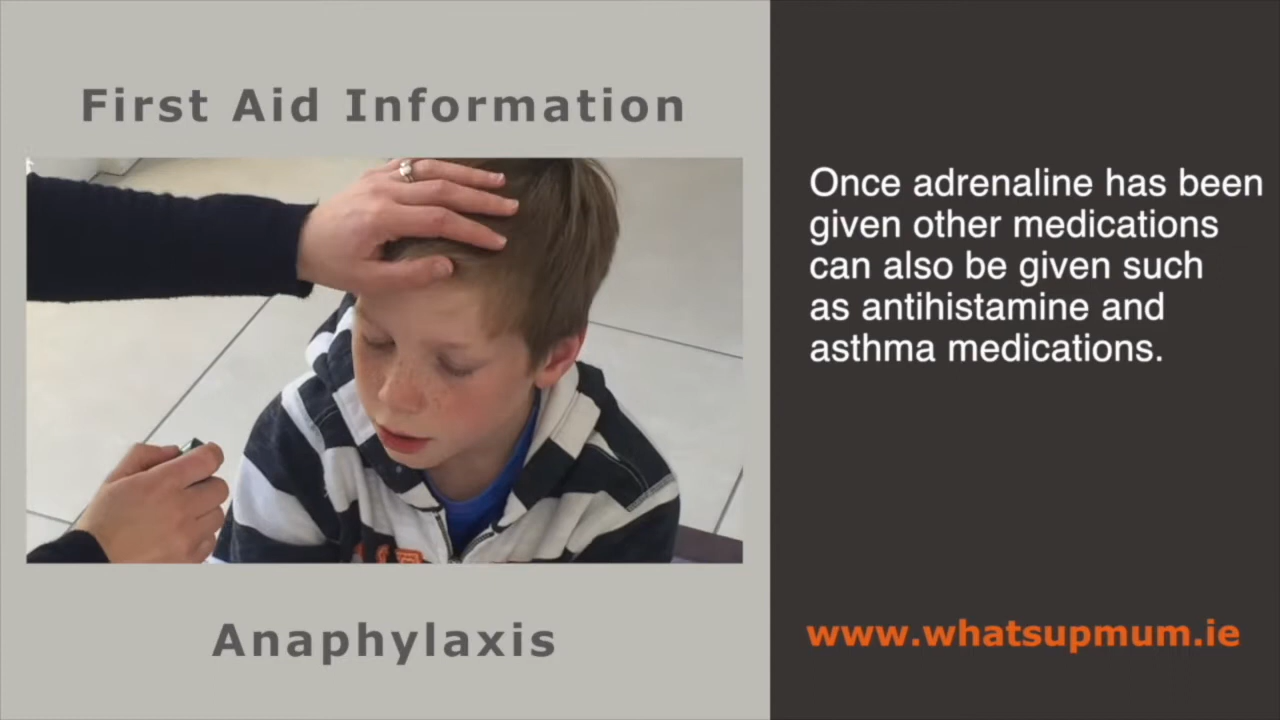 First Aid Information
Once adrenaline has been
given other medications
can also be given such
as antihistamine and
asthma medications.
Anaphylaxis
www.whatsupmum.ie